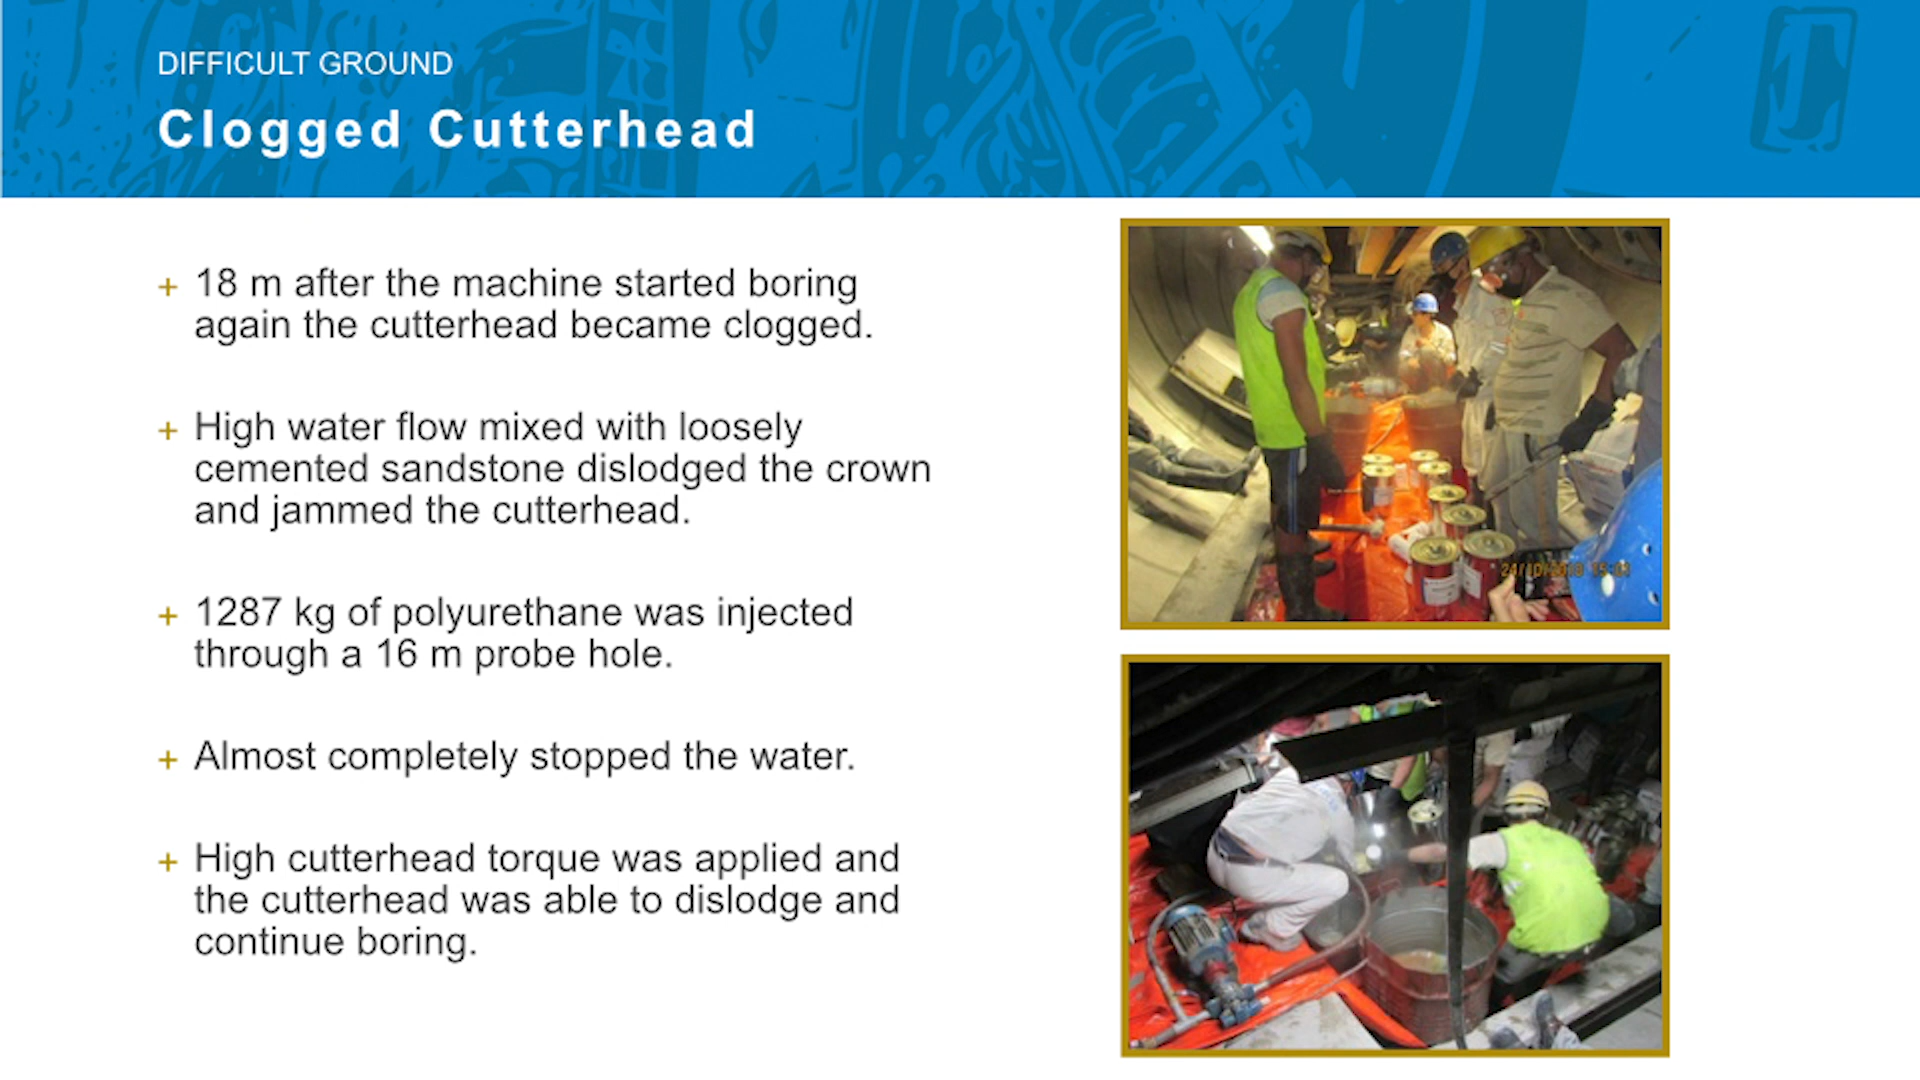 DIFFICULT GROUND
Clogged Cutterhead
+ 18 m after the machine started boring
again the cutterhead became clogged.
+ High water flow mixed with loosely
cemented sandstone dislodged the crown
and jammed the cutterhead.
+ 1287 kg of polyurethane was injected
through a 16 m probe hole.
+ Almost completely stopped the water.
+ High cutterhead torque was applied and
the cutterhead was able to dislodge and
continue boring.